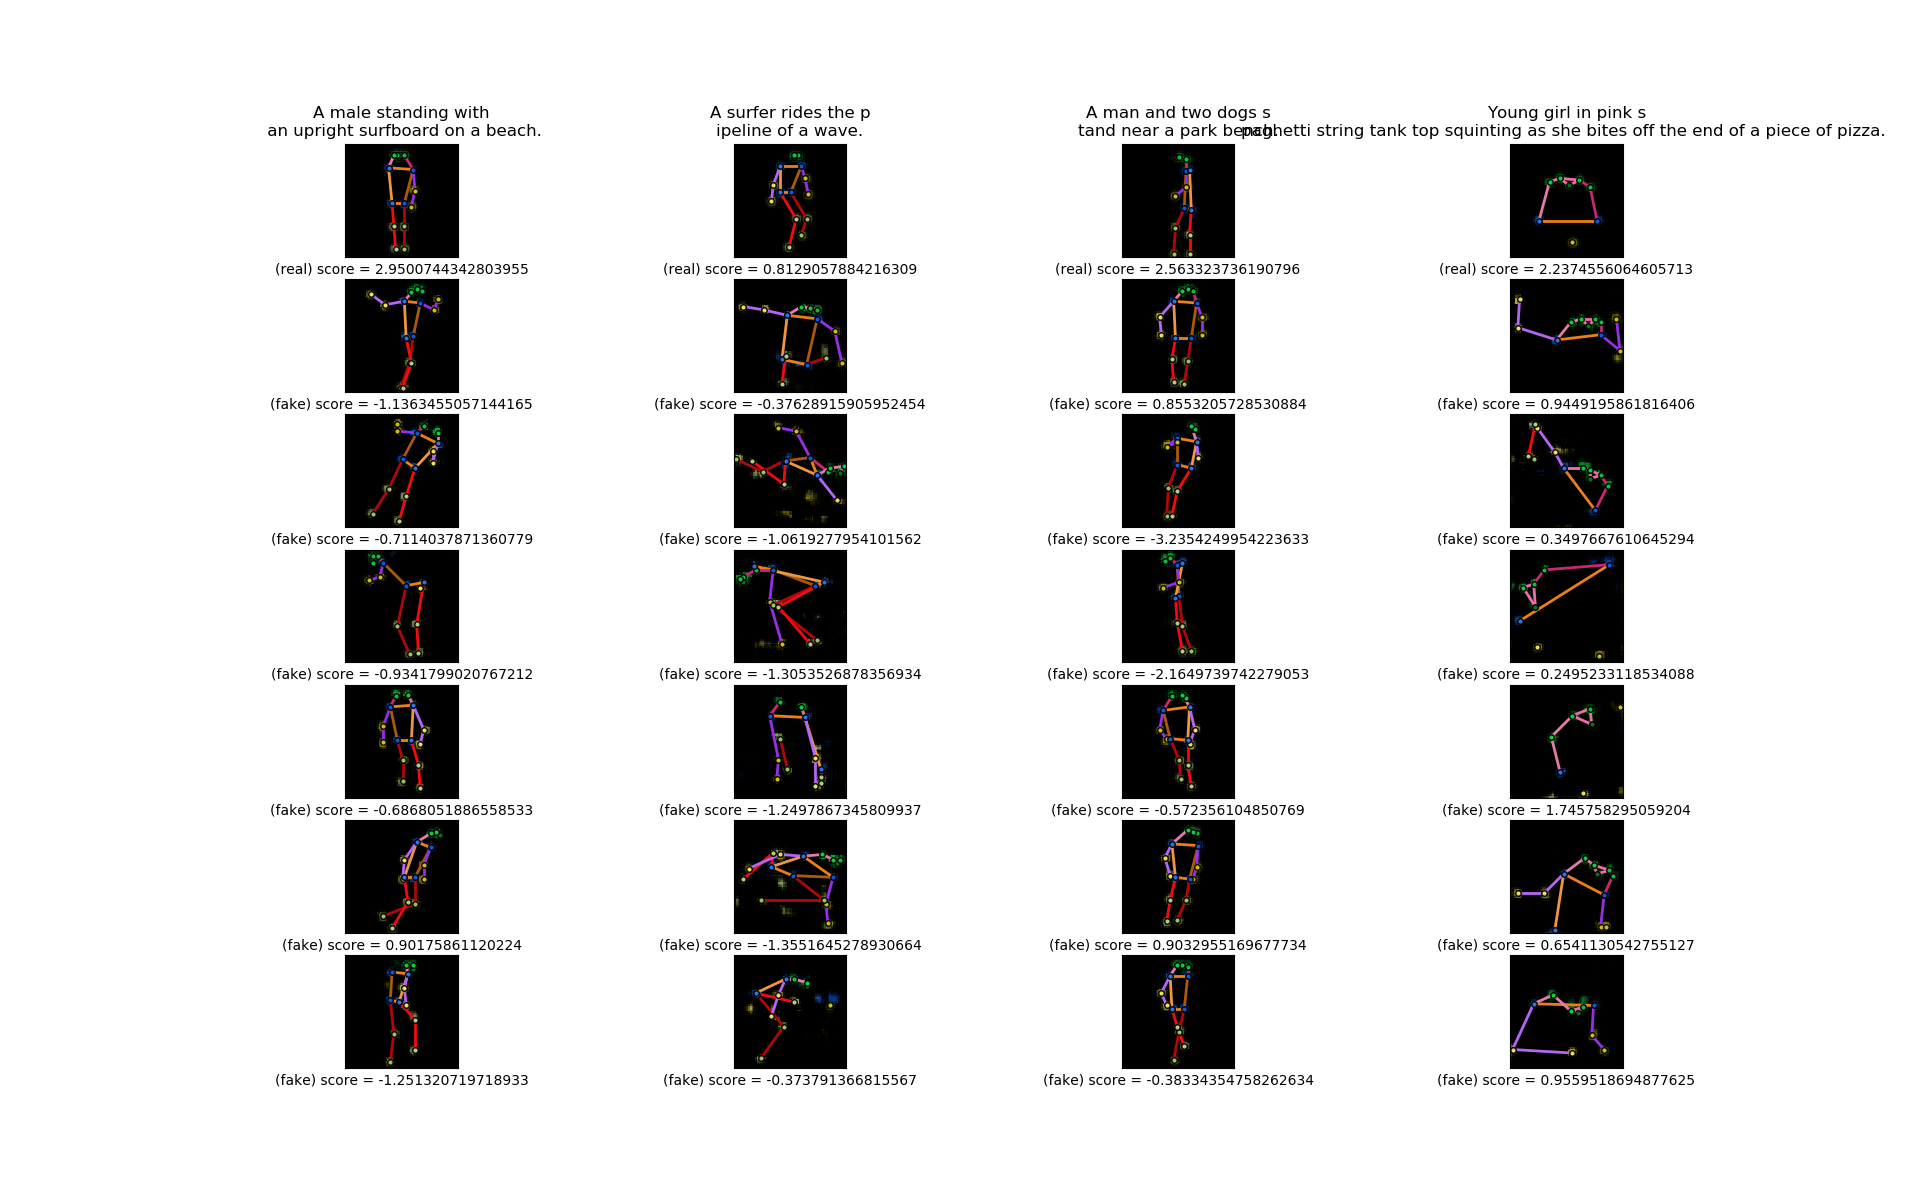 A male standing with
an upright surfboard on a beach.
A surfer rides the p
ipeline of a wave.
A man and two dogs s
tand near a park bench.
Young girl in pink s
paghetti string tank top squinting as she bites off the end of a piece of pizza.
(real) score = 2.9500744342803955
(real) score = 0.8129057884216309
(real) score = 2.563323736190796
(real) score = 2.2374556064605713
(fake) score = -1.1363455057144165
(fake) score = -0.37628915905952454
(fake) score = 0.8553205728530884
(fake) score = 0.9449195861816406
(fake) score = -0.7114037871360779
(fake) score = -1.0619277954101562
(fake) score = -3.2354249954223633
(fake) score = 0.3497667610645294
(fake) score = -0.9341799020767212
(fake) score = -1.3053526878356934
(fake) score = -2.1649739742279053
(fake) score = 0.2495233118534088
(fake) score = -0.6868051886558533
(fake) score = -1.2497867345809937
(fake) score = -0.572356104850769
(fake) score = 1.745758295059204
(fake) score = 0.90175861120224
(fake) score = -1.3551645278930664
(fake) score = 0.9032955169677734
(fake) score = 0.6541130542755127
(fake) score = -1.251320719718933
(fake) score = -0.373791366815567
(fake) score = -0.38334354758262634
(fake) score = 0.9559518694877625